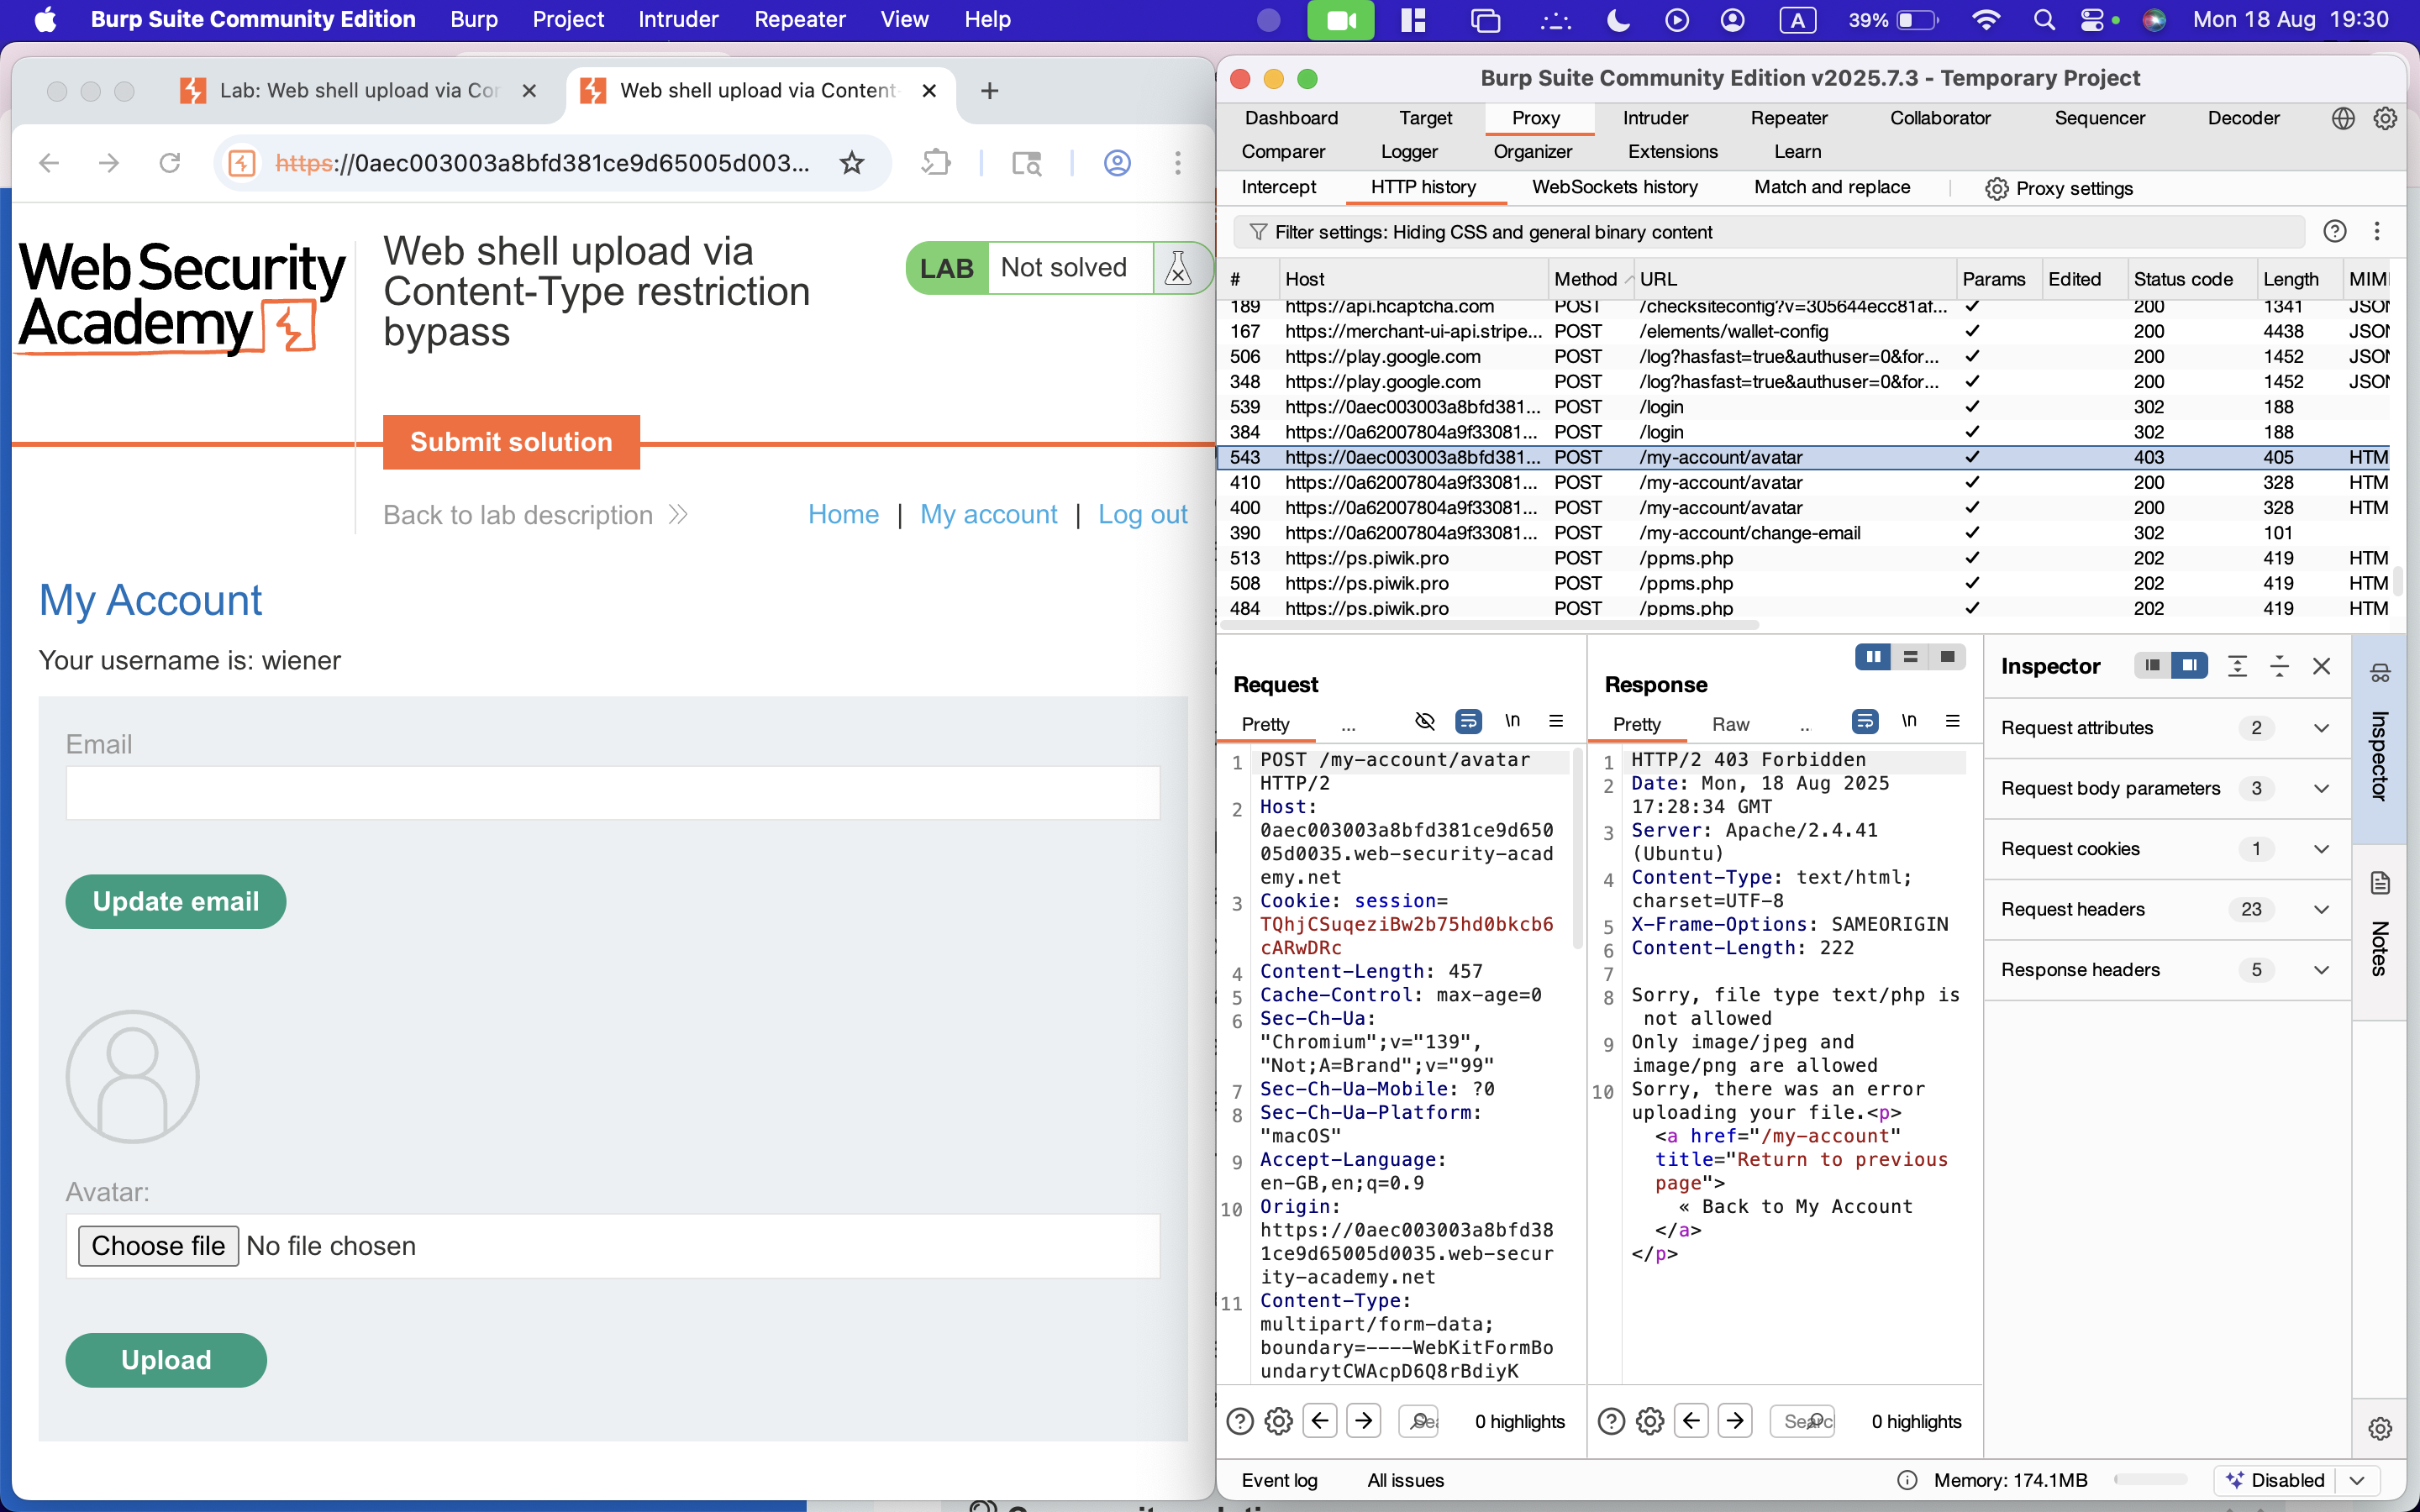 Burp Suite Community Edition Burp Project Intruder Repeater View Help A 39% Mon 18 Aug 19:30
Lab: Web shell upload via Cor
Web shell upload via Content-
https://0aec003003a8bfd381ce9d65005d003...
WebSecurity
Academy
Web shell upload via
Content-Type restriction
bypass
LAB Not solved
Submit solution
Back to lab description
Home | My account | Log out
My Account
Your username is: wiener
Email
Update email
Avatar:
Choose file No file chosen
Upload
Burp Suite Community Edition v2025.7.3 - Temporary Project
Dashboard Target Proxy Intruder Repeater Collaborator Sequencer Decoder
Comparer Logger Organizer Extensions Learn
Intercept HTTP history WebSockets history Match and replace Proxy settings
Filter settings: Hiding CSS and general binary content
# Host Method URL Params Edited Status code Length MIM
189 https://api.hcaptcha.com POST /checksiteconfig?v=305644ecc81af... ✓ 200 1341 JSON
167 https://merchant-ui-api.stripe... POST /elements/wallet-config ✓ 200 4438 JSON
506 https://play.google.com POST /log?hasfast=true&authuser=0&for... ✓ 200 1452 JSON
348 https://play.google.com POST /log?hasfast=true&authuser=0&for... ✓ 200 1452 JSON
539 https://0aec003003a8bfd381... POST /login ✓ 302 188
384 https://0a62007804a9f33081... POST /login ✓ 302 188
543 https://0aec003003a8bfd381... POST /my-account/avatar ✓ 403 405 HTM
410 https://0a62007804a9f33081... POST /my-account/avatar ✓ 200 328 HTM
400 https://0a62007804a9f33081... POST /my-account/avatar ✓ 200 328 HTM
390 https://0a62007804a9f33081... POST /my-account/change-email ✓ 302 101
513 https://ps.piwik.pro POST /ppms.php ✓ 202 419 HTM
508 https://ps.piwik.pro POST /ppms.php ✓ 202 419 HTM
484 https://ps.piwik.pro POST /ppms.php ✓ 202 419 HTM
Request
Pretty ... \n
1 POST /my-account/avatar
HTTP/2
2 Host:
0aec003003a8bfd381ce9d650
05d0035.web-security-acad
emy.net
3 Cookie: session=
TQhjCSuqeziBw2b75hd0bkcb6
cARwDRc
4 Content-Length: 457
5 Cache-Control: max-age=0
6 Sec-Ch-Ua:
"Chromium";v="139",
"Not;A=Brand";v="99"
7 Sec-Ch-Ua-Mobile: ?0
8 Sec-Ch-Ua-Platform:
"macOS"
9 Accept-Language:
en-GB,en;q=0.9
10 Origin:
https://0aec003003a8bfd38
1ce9d65005d0035.web-secur
ity-academy.net
11 Content-Type:
multipart/form-data;
boundary=----WebKitFormBo
undarytCWAcpD6Q8rBdiyK
0 highlights
Response
Pretty Raw ... \n
1 HTTP/2 403 Forbidden
2 Date: Mon, 18 Aug 2025
17:28:34 GMT
3 Server: Apache/2.4.41
(Ubuntu)
4 Content-Type: text/html;
charset=UTF-8
5 X-Frame-Options: SAMEORIGIN
6 Content-Length: 222
7
8 Sorry, file type text/php is
not allowed
9 Only image/jpeg and
image/png are allowed
10 Sorry, there was an error
uploading your file.<p>
<a href="/my-account"
title="Return to previous
page">
« Back to My Account
</a>
</p>
Searc 0 highlights
Inspector
Request attributes 2
Request body parameters 3
Request cookies 1
Request headers 23
Response headers 5
Inspector
Notes
Event log All issues Memory: 174.1MB Disabled